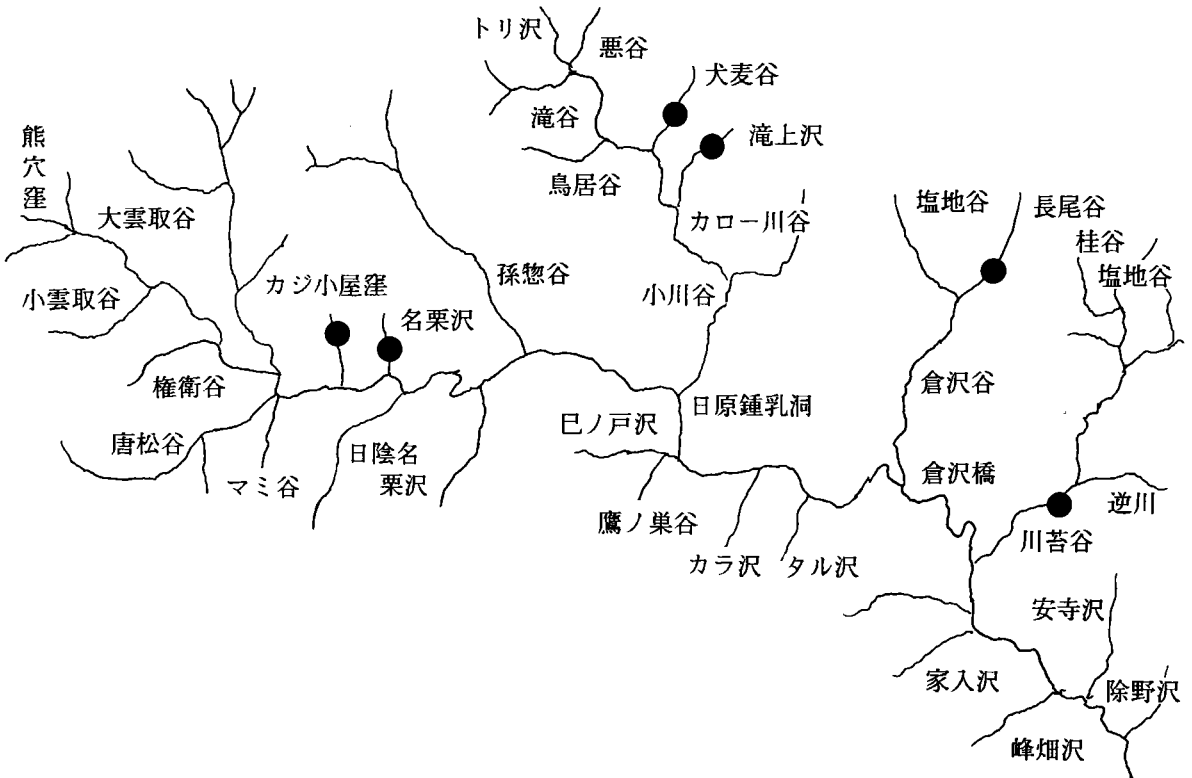 トリ沢
悪谷
犬麦谷
滝谷
滝上沢
熊穴窪
鳥居谷
大雲取谷
カロー川谷
塩地谷
長尾谷
桂谷
塩地谷
孫惣谷
カジ小屋窪
小川谷
小雲取谷
名栗沢
権衛谷
倉沢谷
日原鍾乳洞
巳ノ戸沢
唐松谷
日陰名
栗沢
倉沢橋
マミ谷
逆川
鷹ノ巣谷
川苔谷
カラ沢
タル沢
安寺沢
家入沢
除野沢
峰畑沢